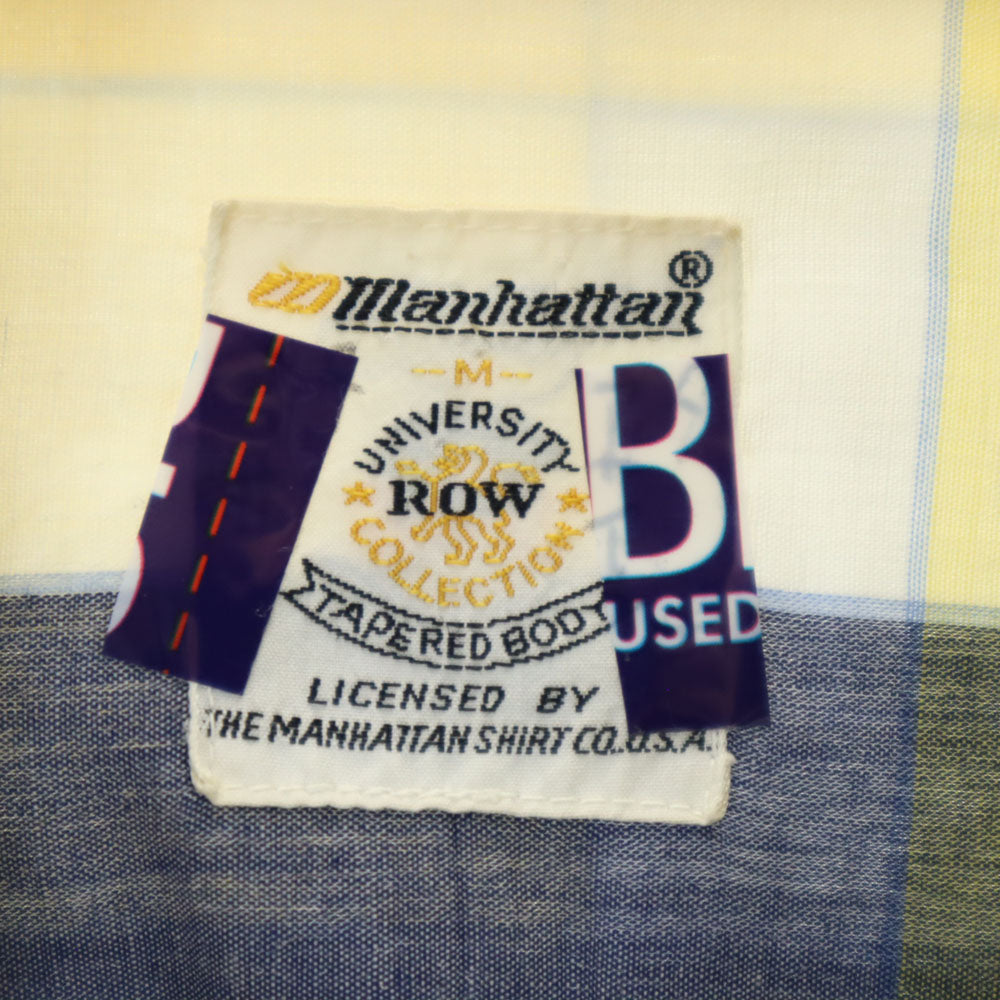 Manhattan®
--M--
UNIVERSITY
ROW
COLLECTION
TAPERED BODY
LICENSED BY
THE MANHATTAN SHIRT CO. U.S.A.
B
USED